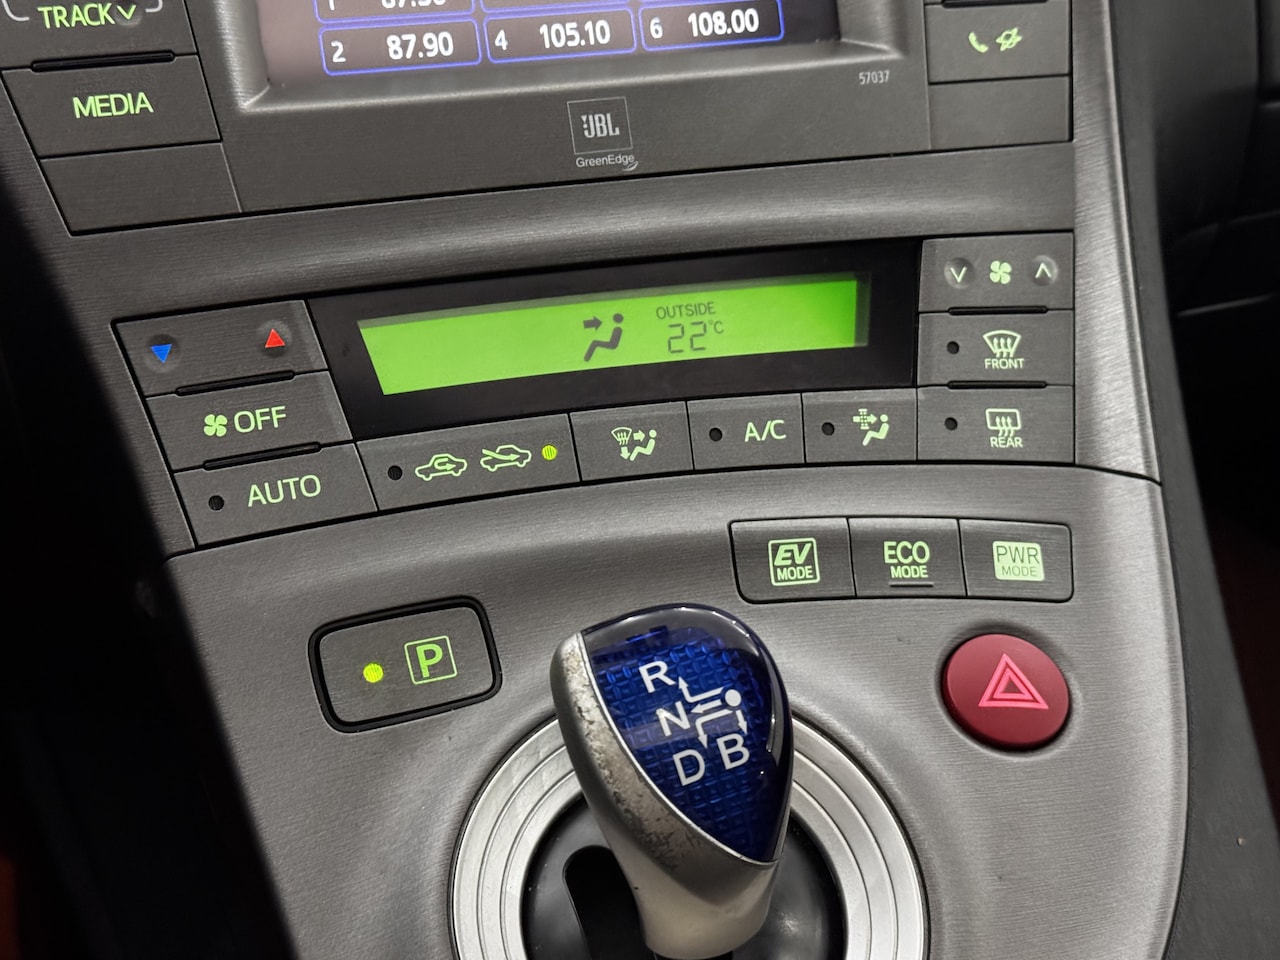 TRACK
1
2 87.90
4 105.10
6 108.00
57037
MEDIA
JBL
GreenEdge
OUTSIDE
22°C
FRONT
OFF
A/C
REAR
AUTO
EV
MODE
ECO
MODE
PWR
MODE
P
R
N
D B